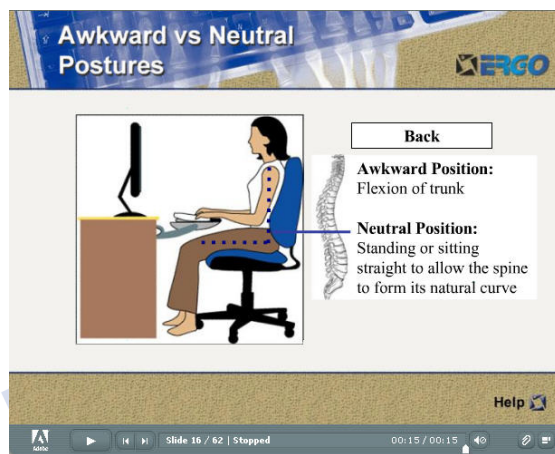 Awkward vs Neutral
Postures
ERGO
Back
Awkward Position:
Flexion of trunk
Neutral Position:
Standing or sitting
straight to allow the spine
to form its natural curve
Help
Adobe
Slide 16 / 62 | Stopped
00:15 / 00:15